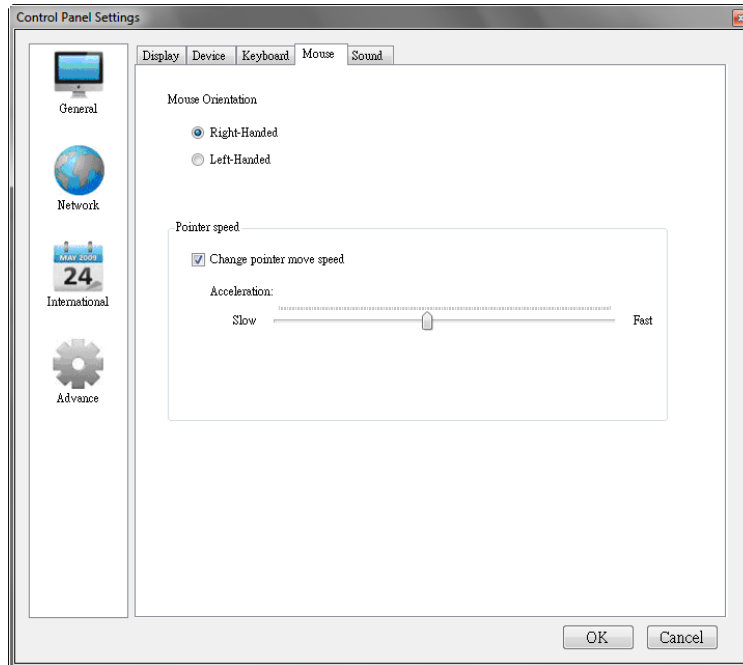 Control Panel Settings
General
Network
MAY 2009
24
International
Advance
Display Device Keyboard Mouse Sound
Mouse Orientation
Right-Handed
Left-Handed
Pointer speed
Change pointer move speed
Acceleration:
Slow Fast
OK Cancel